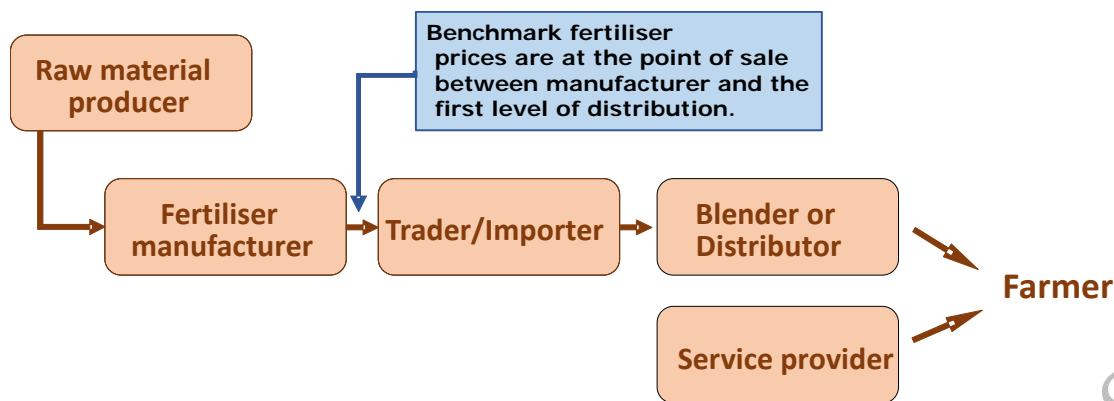 Raw material
producer
Benchmark fertiliser
prices are at the point of sale
between manufacturer and the
first level of distribution.
Fertiliser
manufacturer
Trader/Importer
Blender or
Distributor
Farmer
Service provider